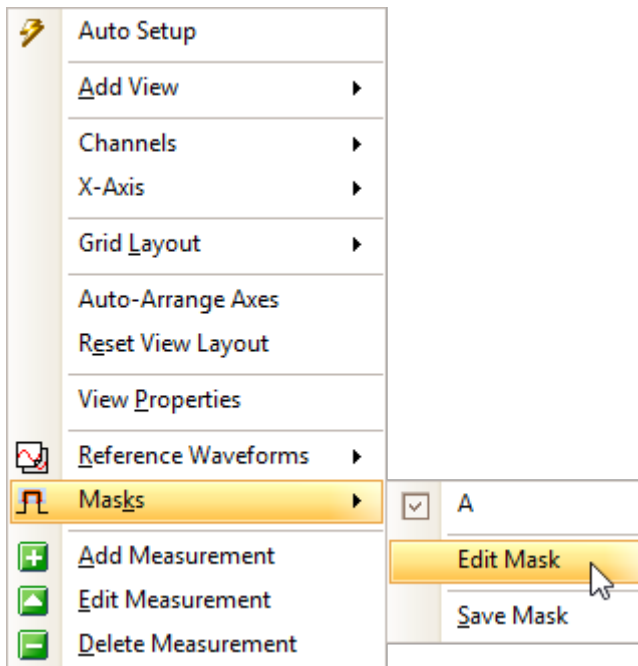 Auto Setup
Add View
Channels
X-Axis
Grid Layout
Auto-Arrange Axes
Reset View Layout
View Properties
Reference Waveforms
Masks
A
Add Measurement
Edit Mask
Edit Measurement
Save Mask
Delete Measurement